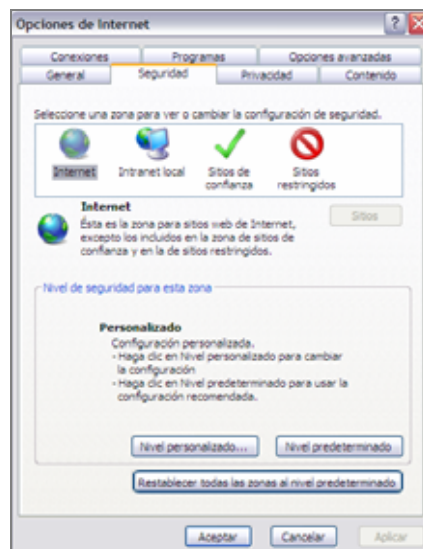 Opciones de Internet
Conexiones Programas Opciones avanzadas
General Seguridad Privacidad Contenido
Seleccione una zona para ver o cambiar la configuración de seguridad.
Internet Intranet local Sitios de confianza Sitios restringidos
Internet
Sitios
Ésta es la zona para sitios web de Internet,
excepto los incluidos en la zona de sitios de
confianza y en la de sitios restringidos.
Nivel de seguridad para esta zona
Personalizado
Configuración personalizada.
- Haga clic en Nivel personalizado para cambiar
la configuración
- Haga clic en Nivel predeterminado para usar la
configuración recomendada.
Nivel personalizado... Nivel predeterminado
Restablecer todas las zonas al nivel predeterminado
Aceptar Cancelar Aplicar